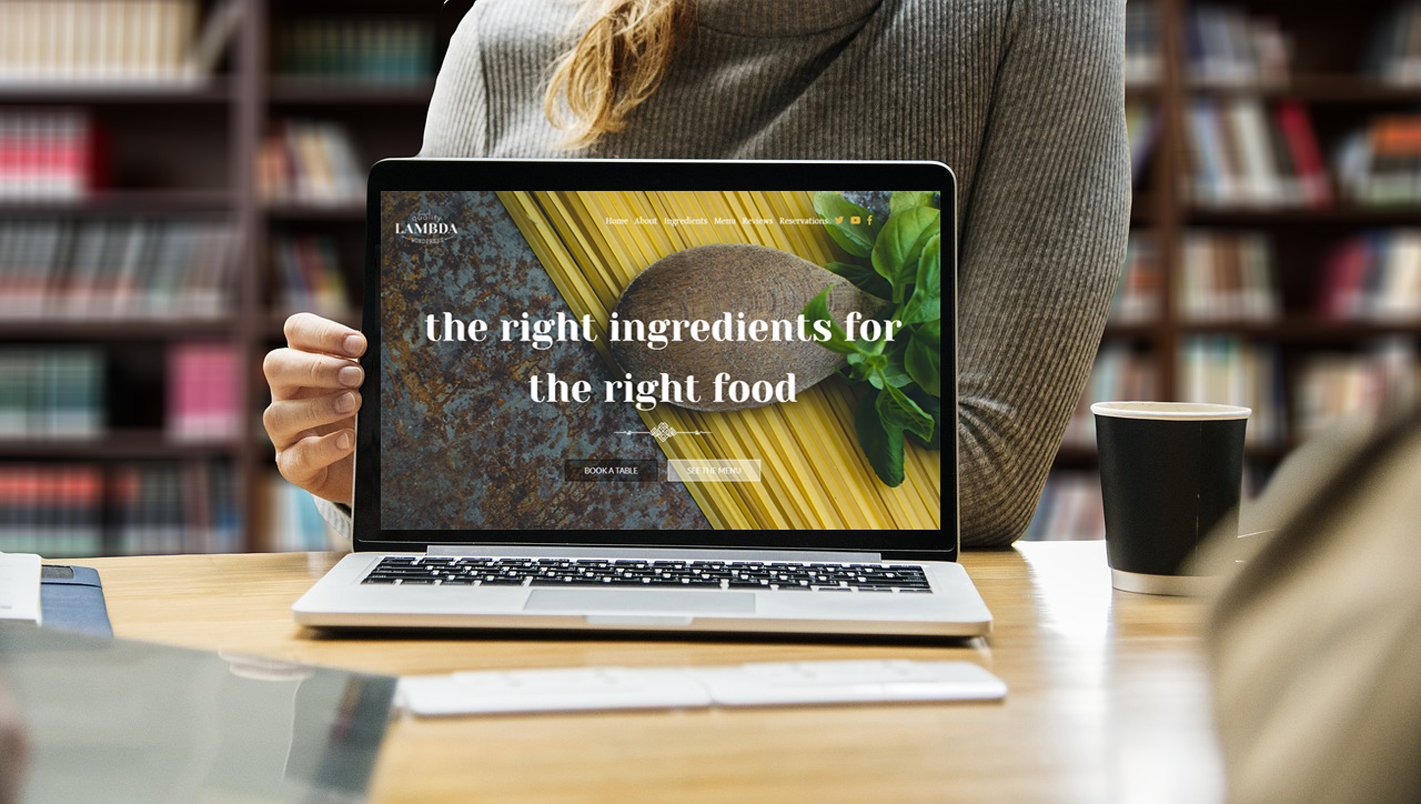 quality
LAMBDA
WORDPRESS
Home About Ingredients Menu Reviews Reservations
the right ingredients for
the right food
BOOK A TABLE SEE THE MENU